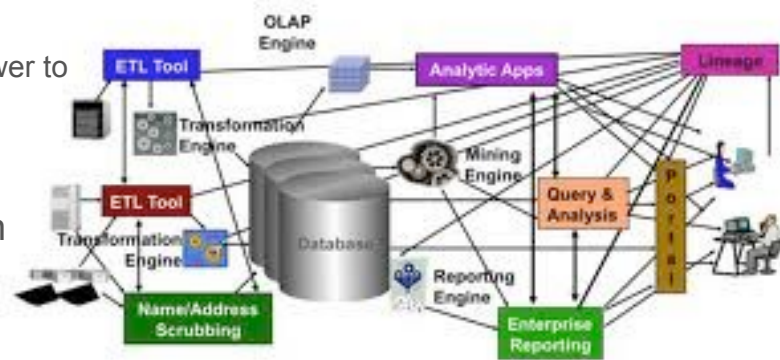 OLAP
Engine
ver to
ETL Tool
Analytic Apps
Lineage
Transformation
Engine
Mining
Engine
ETL Tool
Query &
Analysis
Portal
n
Transformation
Engine
Database
Reporting
Engine
Name/Address
Scrubbing
Enterprise
Reporting